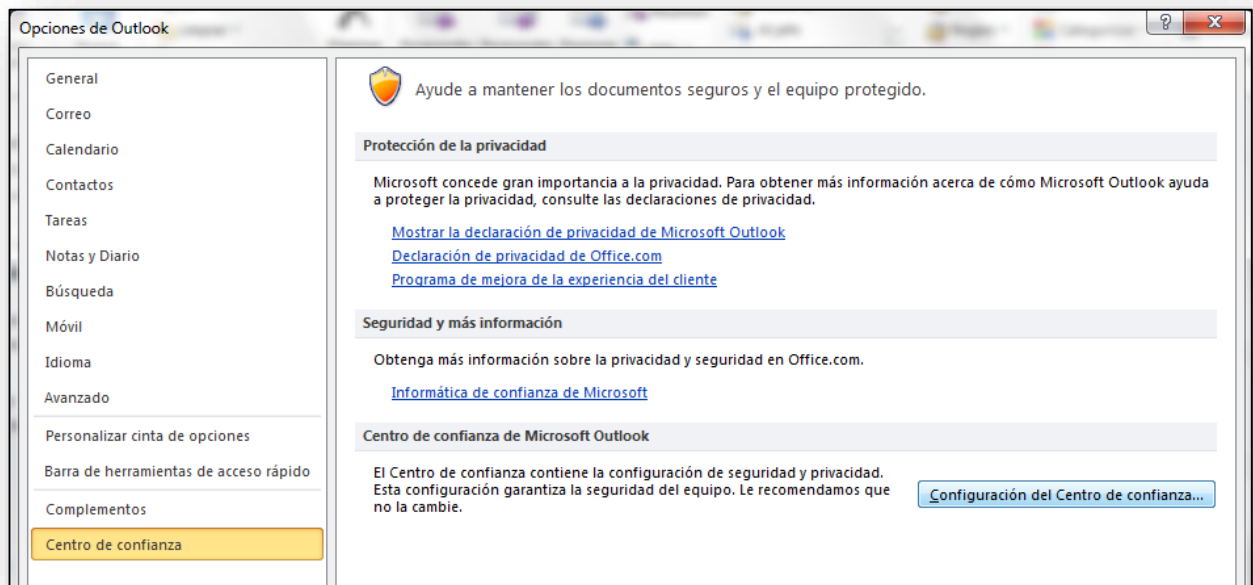 Opciones de Outlook
General
Correo
Calendario
Contactos
Tareas
Notas y Diario
Búsqueda
Móvil
Idioma
Avanzado
Personalizar cinta de opciones
Barra de herramientas de acceso rápido
Complementos
Centro de confianza
Ayude a mantener los documentos seguros y el equipo protegido.
Protección de la privacidad
Microsoft concede gran importancia a la privacidad. Para obtener más información acerca de cómo Microsoft Outlook ayuda
a proteger la privacidad, consulte las declaraciones de privacidad.
Mostrar la declaración de privacidad de Microsoft Outlook
Declaración de privacidad de Office.com
Programa de mejora de la experiencia del cliente
Seguridad y más información
Obtenga más información sobre la privacidad y seguridad en Office.com.
Informática de confianza de Microsoft
Centro de confianza de Microsoft Outlook
El Centro de confianza contiene la configuración de seguridad y privacidad.
Esta configuración garantiza la seguridad del equipo. Le recomendamos que
no la cambie.
Configuración del Centro de confianza...